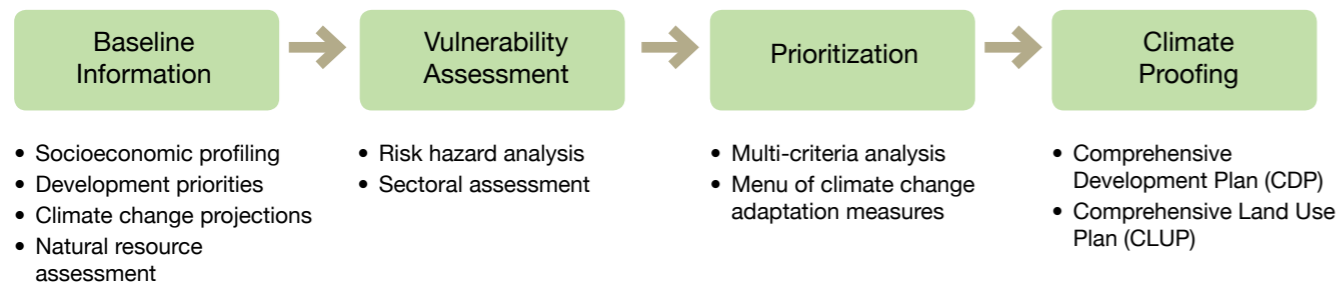 Baseline
Information
Vulnerability
Assessment
Prioritization
Climate
Proofing
• Socioeconomic profiling
• Development priorities
• Climate change projections
• Natural resource
assessment
• Risk hazard analysis
• Sectoral assessment
• Multi-criteria analysis
• Menu of climate change
adaptation measures
• Comprehensive
Development Plan (CDP)
• Comprehensive Land Use
Plan (CLUP)